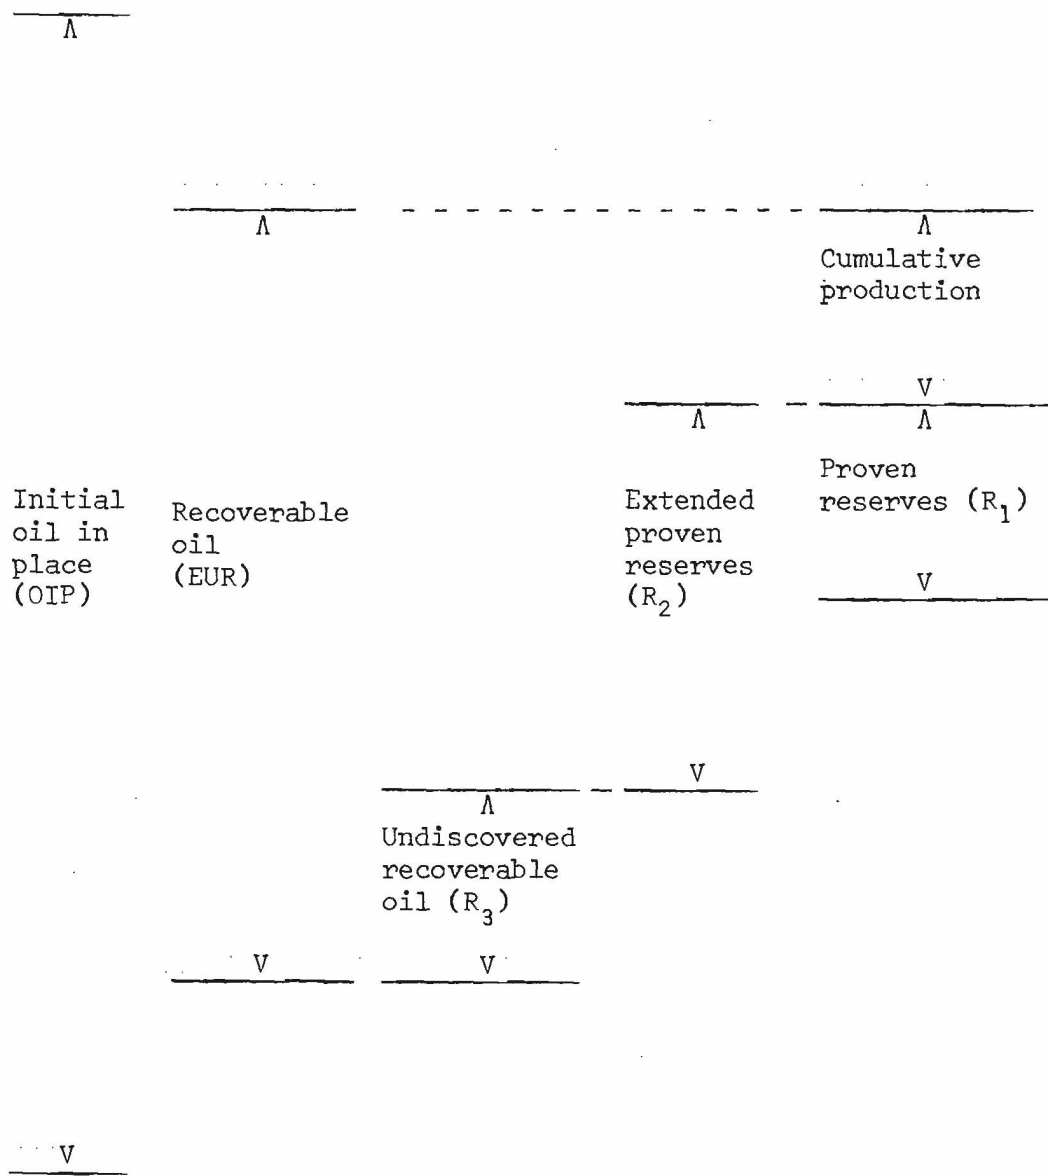 Cumulative
production
Initial
oil in
place
(OIP)
Recoverable
oil
(EUR)
Extended
proven
reserves
(R2)
Proven
reserves (R1)
Undiscovered
recoverable
oil (R3)